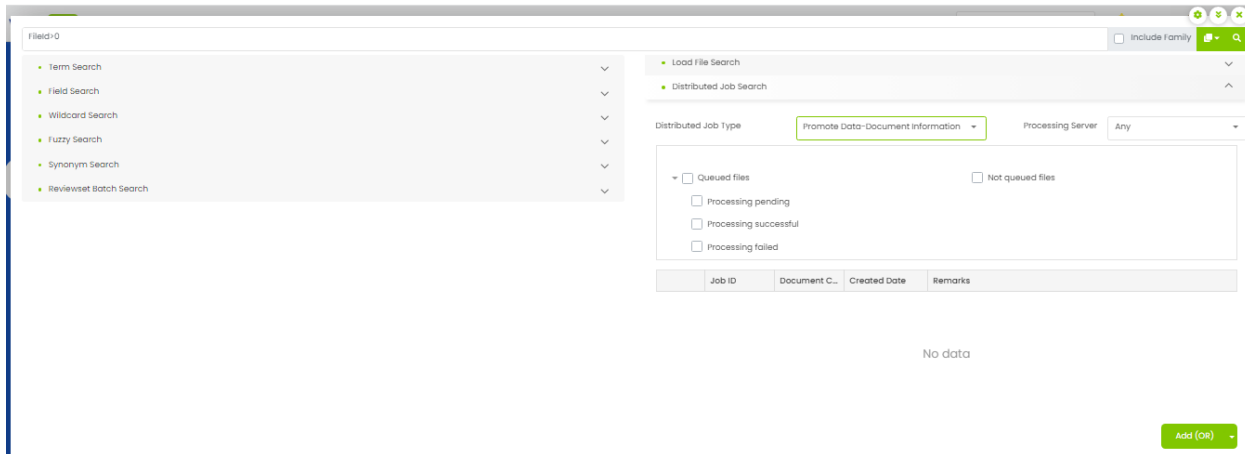 FileId>0
Include Family
Term Search
Field Search
Wildcard Search
Fuzzy Search
Synonym Search
Reviewset Batch Search
Load File Search
Distributed Job Search
Distributed Job Type
Promote Data-Document Information
Processing Server
Any
Queued files
Not queued files
Processing pending
Processing successful
Processing failed
Job ID
Document C...
Created Date
Remarks
No data
Add (OR)